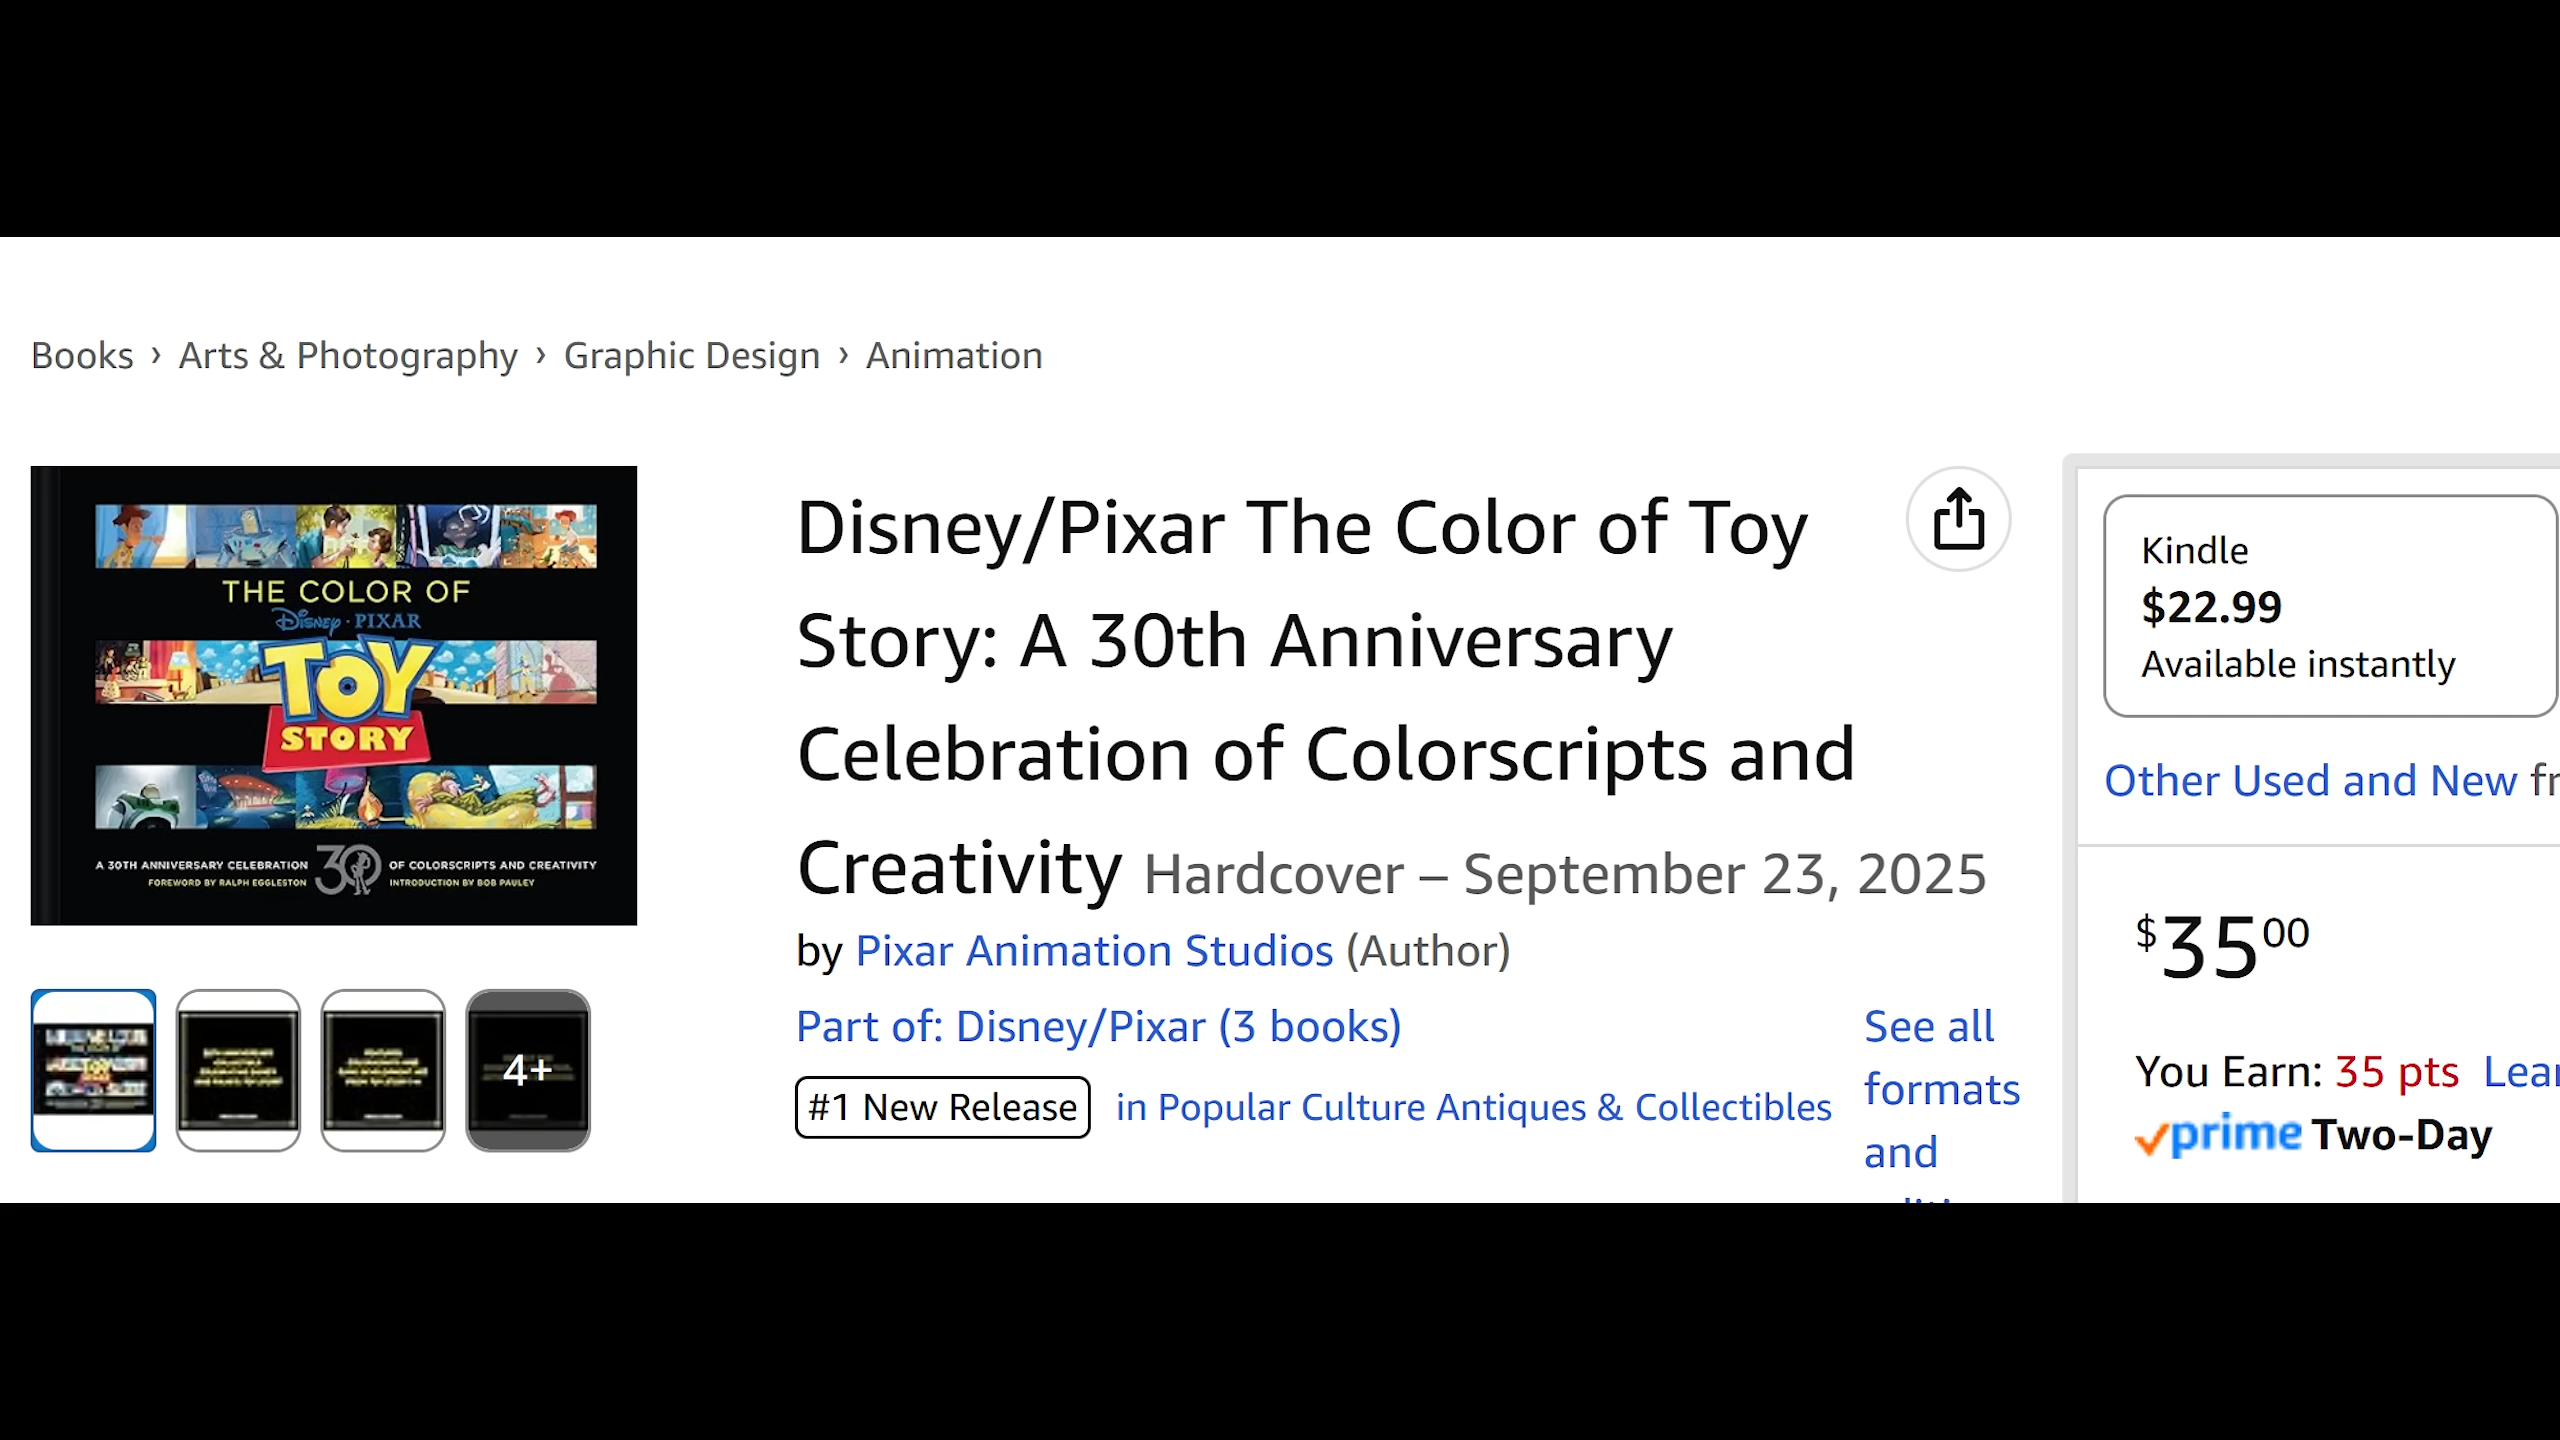 Books › Arts & Photography › Graphic Design › Animation
THE COLOR OF
Disney · PIXAR
TOY
STORY
A 30TH ANNIVERSARY CELEBRATION 30 OF COLORSCRIPTS AND CREATIVITY
FOREWORD BY RALPH EGGLESTON INTRODUCTION BY BOB PAULEY
4+
Disney/Pixar The Color of Toy
Story: A 30th Anniversary
Celebration of Colorscripts and
Creativity Hardcover – September 23, 2025
by Pixar Animation Studios (Author)
Part of: Disney/Pixar (3 books)
#1 New Release in Popular Culture Antiques & Collectibles
See all
formats
and
Kindle
$22.99
Available instantly
Other Used and New fr
$3500
You Earn: 35 pts Lear
prime Two-Day